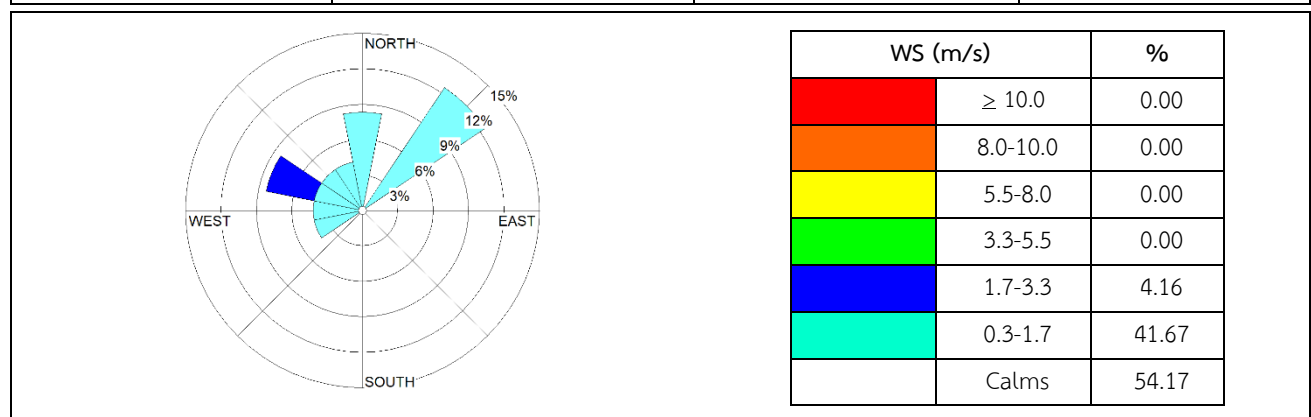 NORTH
15%
12%
9%
6%
3%
WEST
EAST
SOUTH
WS (m/s) %
≥ 10.0 0.00
8.0-10.0 0.00
5.5-8.0 0.00
3.3-5.5 0.00
1.7-3.3 4.16
0.3-1.7 41.67
Calms 54.17